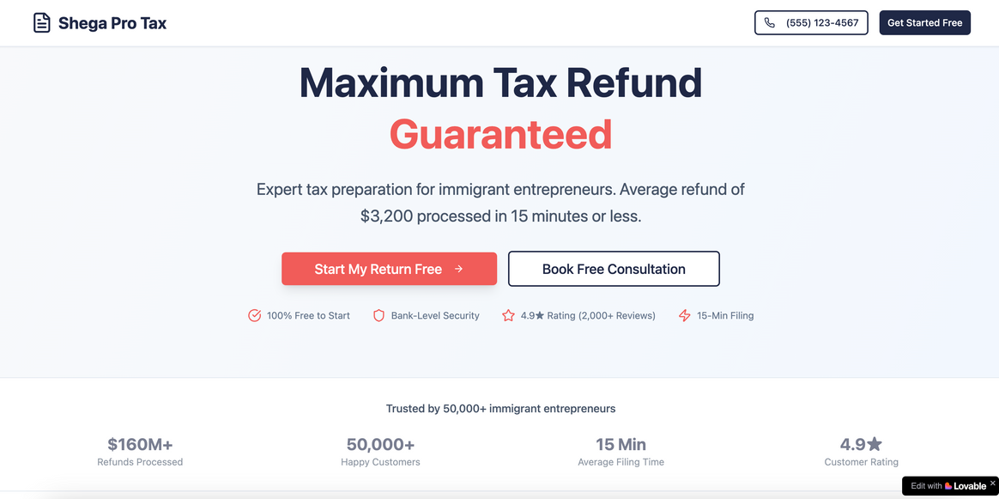 Shega Pro Tax
(555) 123-4567
Get Started Free
Maximum Tax Refund
Guaranteed
Expert tax preparation for immigrant entrepreneurs. Average refund of
$3,200 processed in 15 minutes or less.
Start My Return Free →
Book Free Consultation
100% Free to Start
Bank-Level Security
4.9★ Rating (2,000+ Reviews)
15-Min Filing
Trusted by 50,000+ immigrant entrepreneurs
$160M+
Refunds Processed
50,000+
Happy Customers
15 Min
Average Filing Time
4.9★
Customer Rating
Edit with Lovable